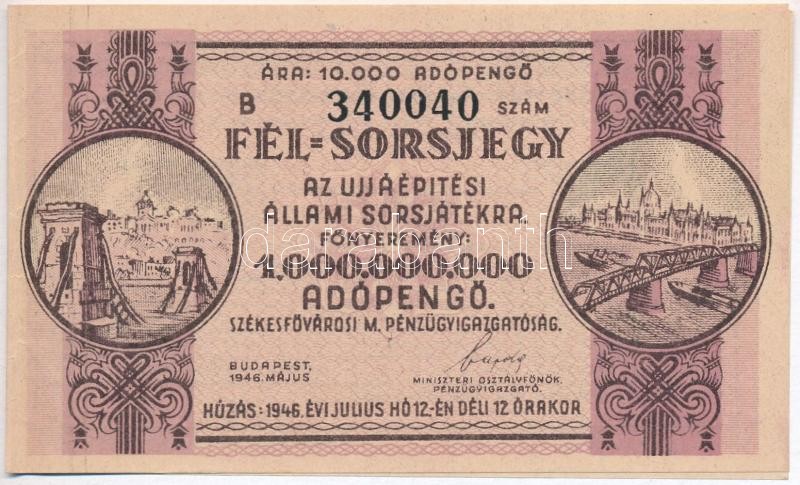 ÁRA: 10.000 ADÓPENGŐ
B 340040 SZÁM
FÉL=SORSJEGY
AZ UJJÁÉPITÉSI
ÁLLAMI SORSJÁTÉKRA.
FŐNYEREMÉNY:
1.000.000.000
ADÓPENGŐ.
SZÉKESFŐVÁROSI M. PÉNZÜGYIGAZGATÓSÁG.
BUDAPEST,
1946. MÁJUS
MINISZTERI OSZTÁLYFŐNÖK,
PÉNZÜGYIGAZGATÓ.
HÚZÁS: 1946. ÉVI JULIUS HÓ 12.-ÉN DÉLI 12 ÓRAKOR
darabanth